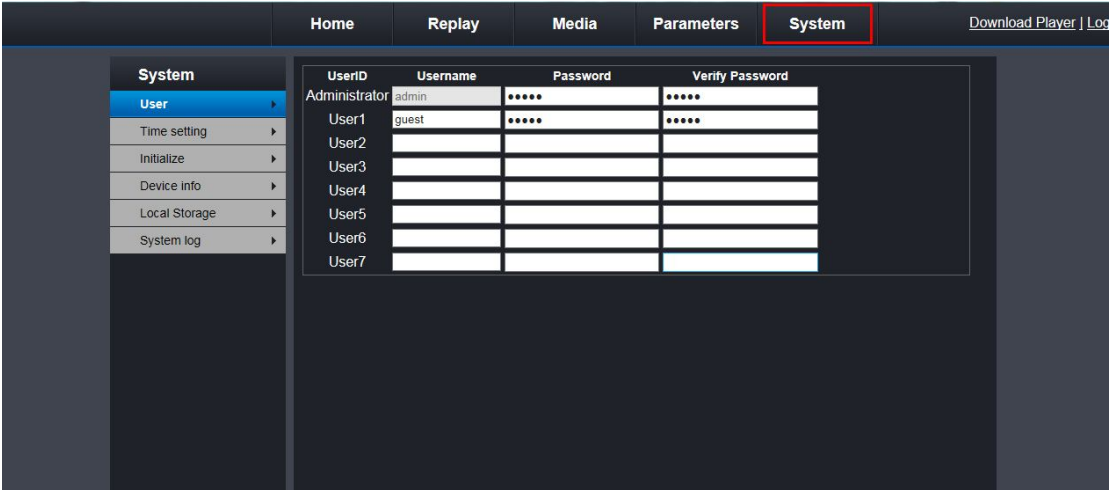 Home Replay Media Parameters System Download Player | Log
System
User
Time setting
Initialize
Device info
Local Storage
System log
UserID Username Password Verify Password
Administrator admin ••••• •••••
User1 guest ••••• •••••
User2
User3
User4
User5
User6
User7